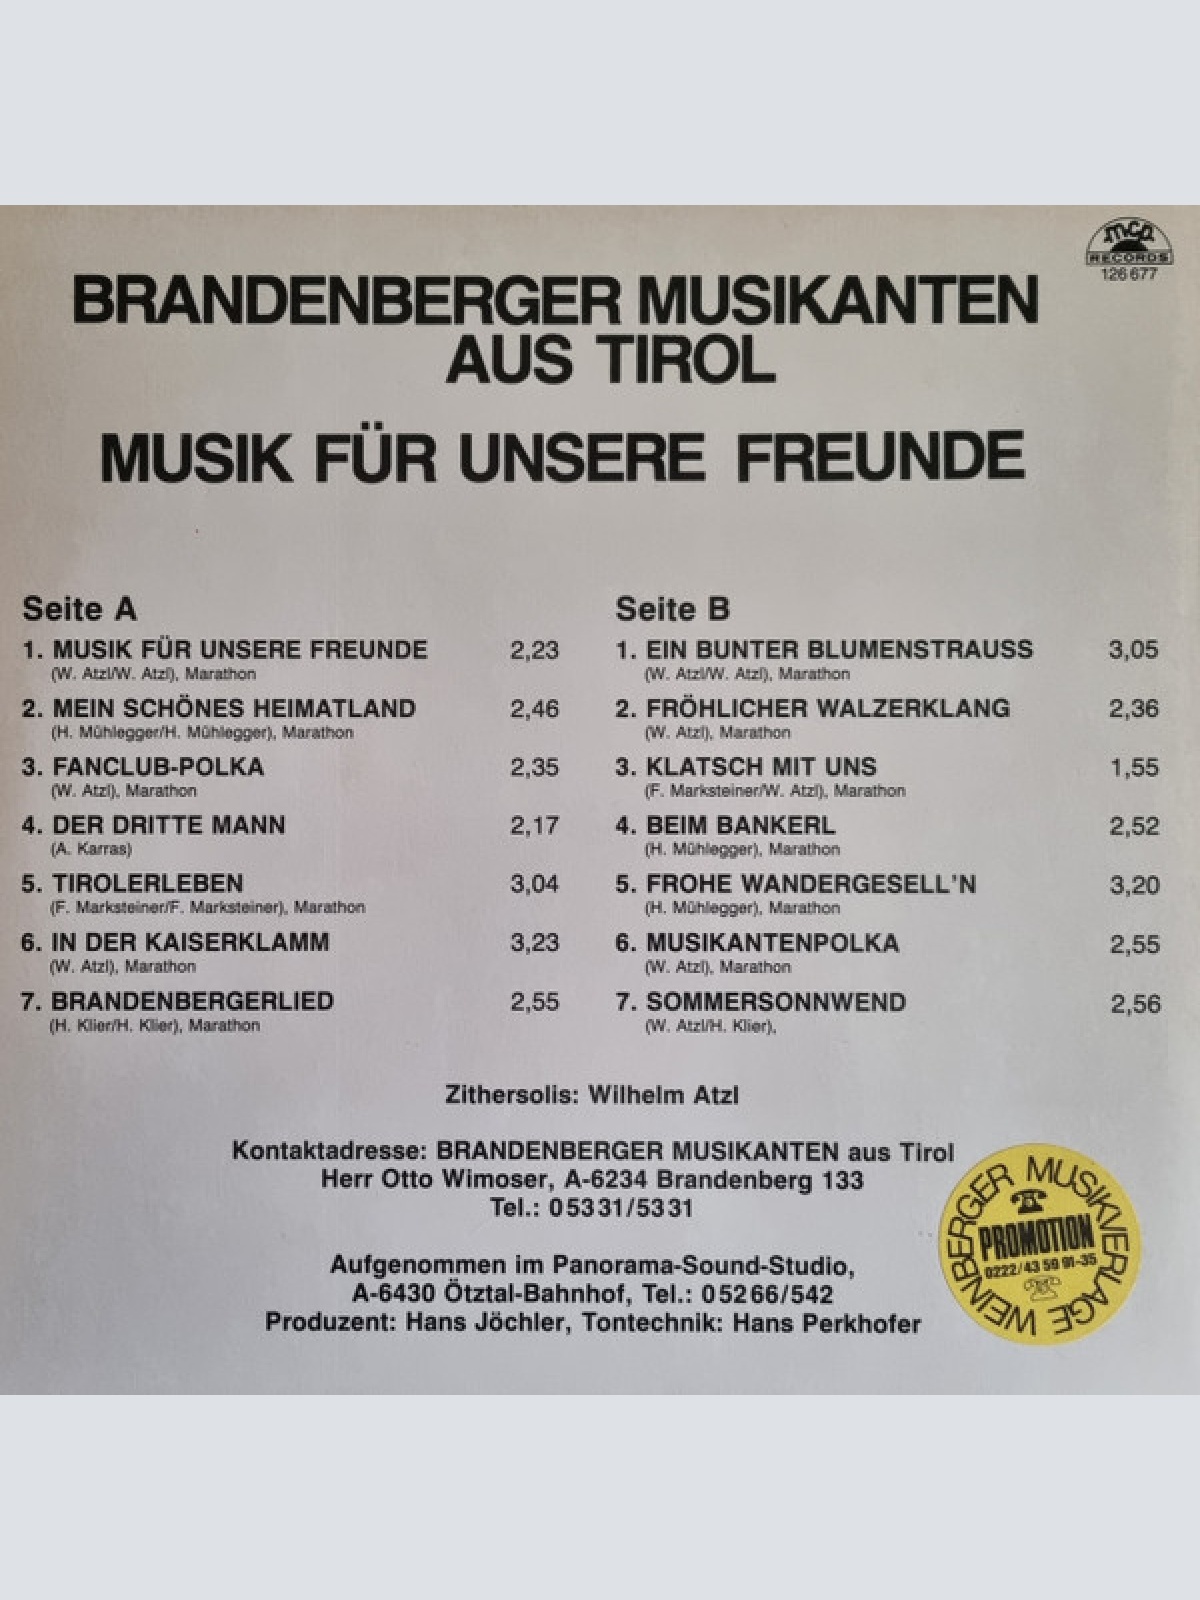 mcp
RECORDS
126 677
BRANDENBERGER MUSIKANTEN
AUS TIROL
MUSIK FÜR UNSERE FREUNDE
Seite A
1. MUSIK FÜR UNSERE FREUNDE 2,23
(W. Atzl/W. Atzl), Marathon
2. MEIN SCHÖNES HEIMATLAND 2,46
(H. Mühlegger/H. Mühlegger), Marathon
3. FANCLUB-POLKA 2,35
(W. Atzl), Marathon
4. DER DRITTE MANN 2,17
(A. Karras)
5. TIROLERLEBEN 3,04
(F. Marksteiner/F. Marksteiner), Marathon
6. IN DER KAISERKLAMM 3,23
(W. Atzl), Marathon
7. BRANDENBERGERLIED 2,55
(H. Klier/H. Klier), Marathon
Seite B
1. EIN BUNTER BLUMENSTRAUSS 3,05
(W. Atzl/W. Atzl), Marathon
2. FRÖHLICHER WALZERKLANG 2,36
(W. Atzl), Marathon
3. KLATSCH MIT UNS 1,55
(F. Marksteiner/W. Atzl), Marathon
4. BEIM BANKERL 2,52
(H. Mühlegger), Marathon
5. FROHE WANDERGESELL'N 3,20
(H. Mühlegger), Marathon
6. MUSIKANTENPOLKA 2,55
(W. Atzl), Marathon
7. SOMMERSONNWEND 2,56
(W. Atzl/H. Klier),
Zithersolis: Wilhelm Atzl
Kontaktadresse: BRANDENBERGER MUSIKANTEN aus Tirol
Herr Otto Wimoser, A-6234 Brandenberg 133
Tel.: 05331/5331
Aufgenommen im Panorama-Sound-Studio,
A-6430 Ötztal-Bahnhof, Tel.: 05266/542
Produzent: Hans Jöchler, Tontechnik: Hans Perkhofer
WEINBERGER MUSIKVERLAGE
PROMOTION
0222/43 59 91-35